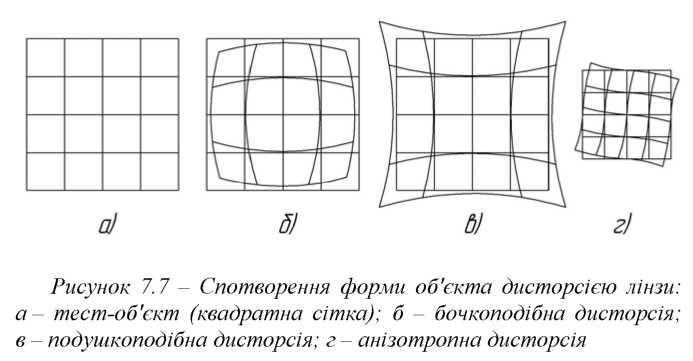 а) б) в) г)
Рисунок 7.7 – Спотворення форми об'єкта дисторсією лінзи:
а – тест-об'єкт (квадратна сітка); б – бочкоподібна дисторсія;
в – подушкоподібна дисторсія; г – анізотропна дисторсія